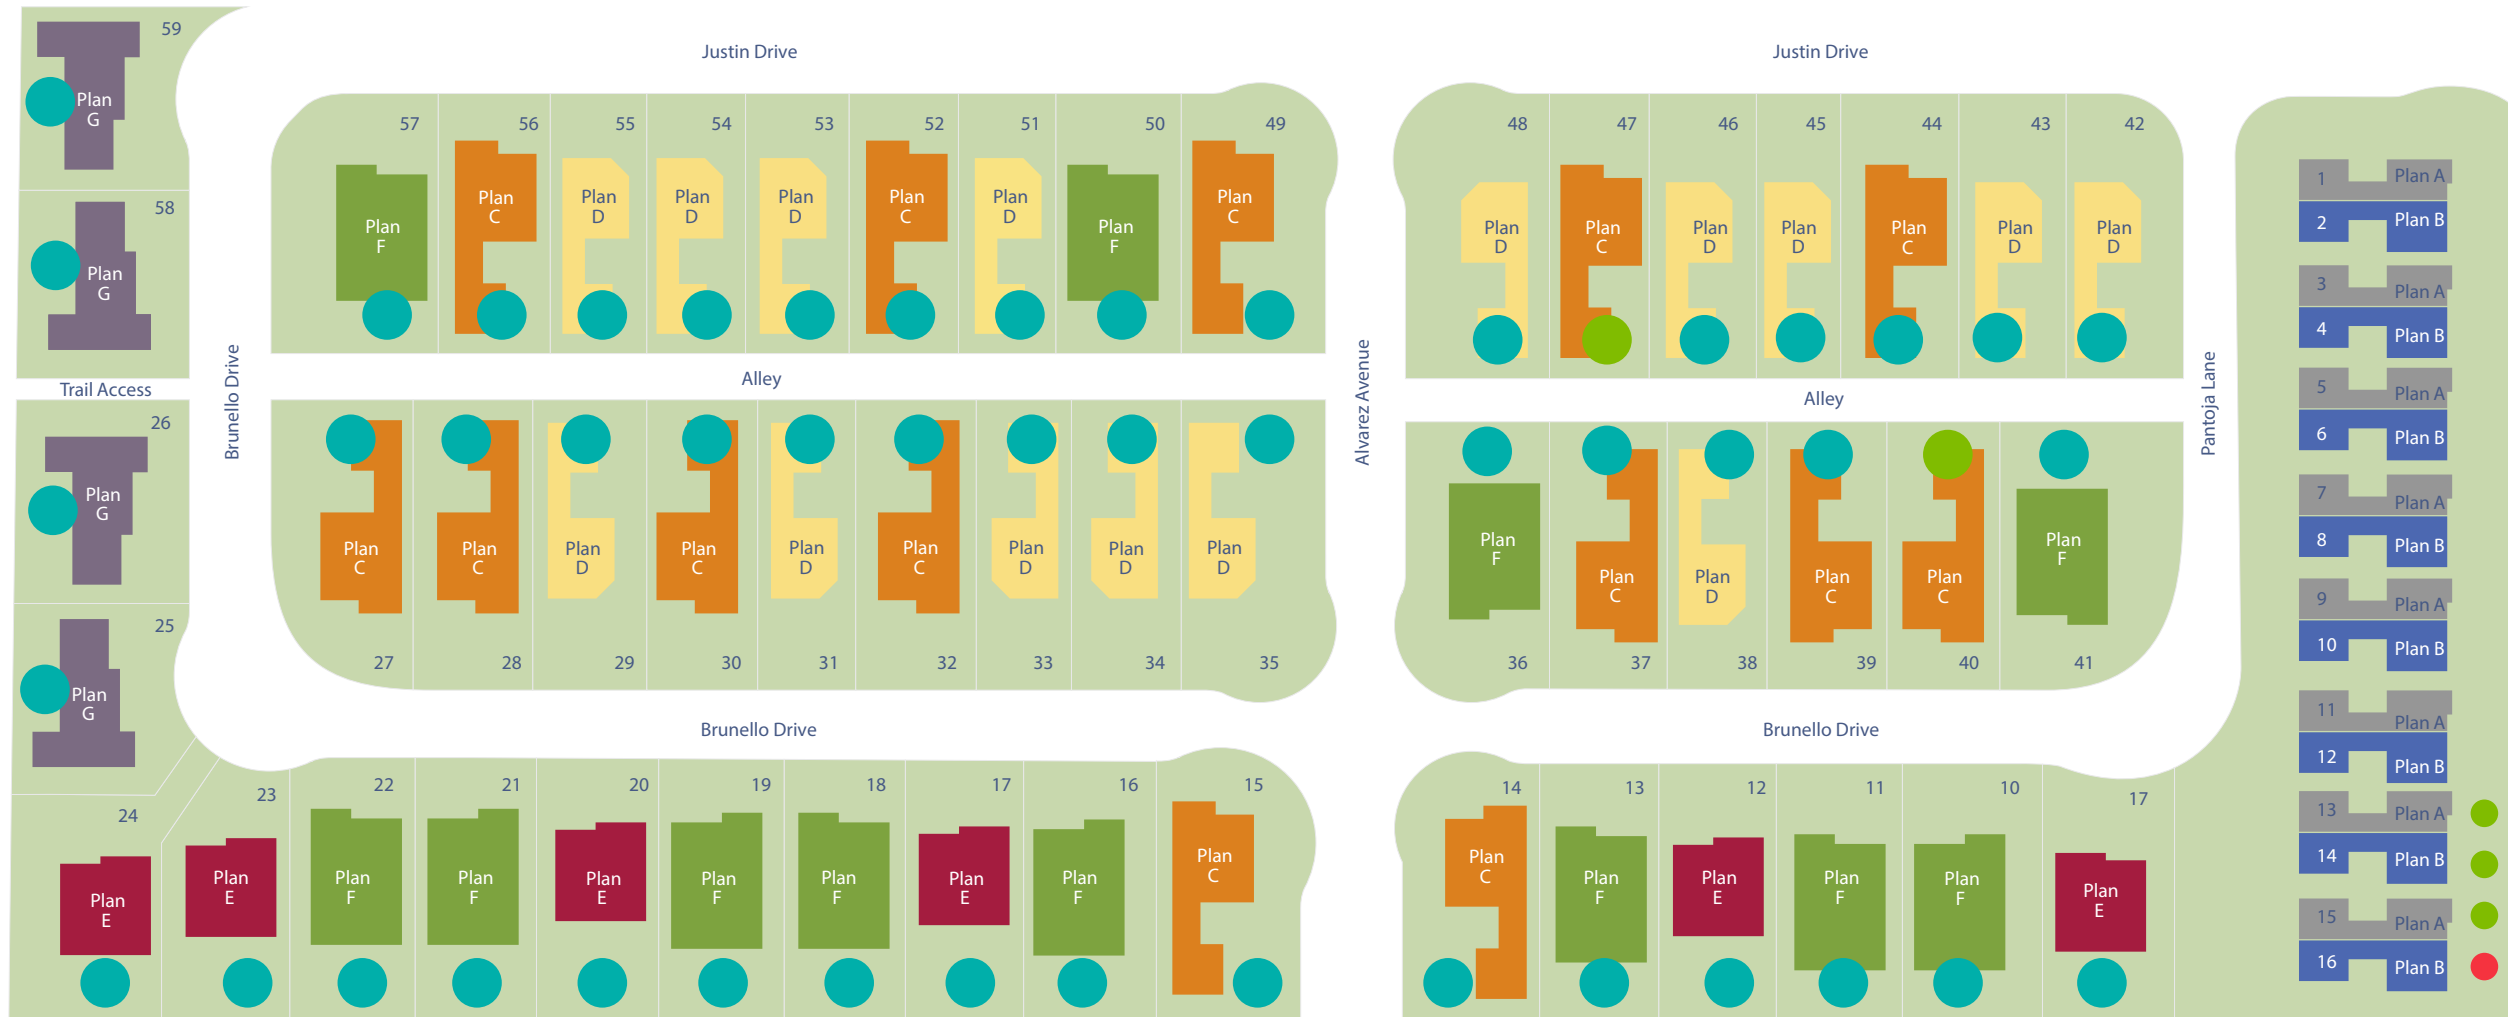 59
Plan
G
58
Plan
G
Trail Access
26
Plan
G
25
Plan
G
Brunello Drive
Justin Drive
57
56
55
54
53
52
51
50
49
Plan
F
Plan
C
Plan
D
Plan
D
Plan
D
Plan
C
Plan
D
Plan
F
Plan
C
Alley
Plan
C
Plan
C
Plan
D
Plan
C
Plan
D
Plan
C
Plan
D
Plan
D
Plan
D
27
28
29
30
31
32
33
34
35
Brunello Drive
Alvarez Avenue
Justin Drive
48
47
46
45
44
43
42
Plan
D
Plan
C
Plan
D
Plan
D
Plan
C
Plan
D
Plan
D
Alley
Plan
F
Plan
C
Plan
D
Plan
C
Plan
C
Plan
F
36
37
38
39
40
41
Brunello Drive
Pantoja Lane
24
23
22
21
20
19
18
17
16
15
Plan
E
Plan
E
Plan
F
Plan
F
Plan
E
Plan
F
Plan
F
Plan
E
Plan
F
Plan
C
14
13
12
11
10
17
Plan
C
Plan
F
Plan
E
Plan
F
Plan
F
Plan
E
1 Plan A
2 Plan B
3 Plan A
4 Plan B
5 Plan A
6 Plan B
7 Plan A
8 Plan B
9 Plan A
10 Plan B
11 Plan A
12 Plan B
13 Plan A
14 Plan B
15 Plan A
16 Plan B